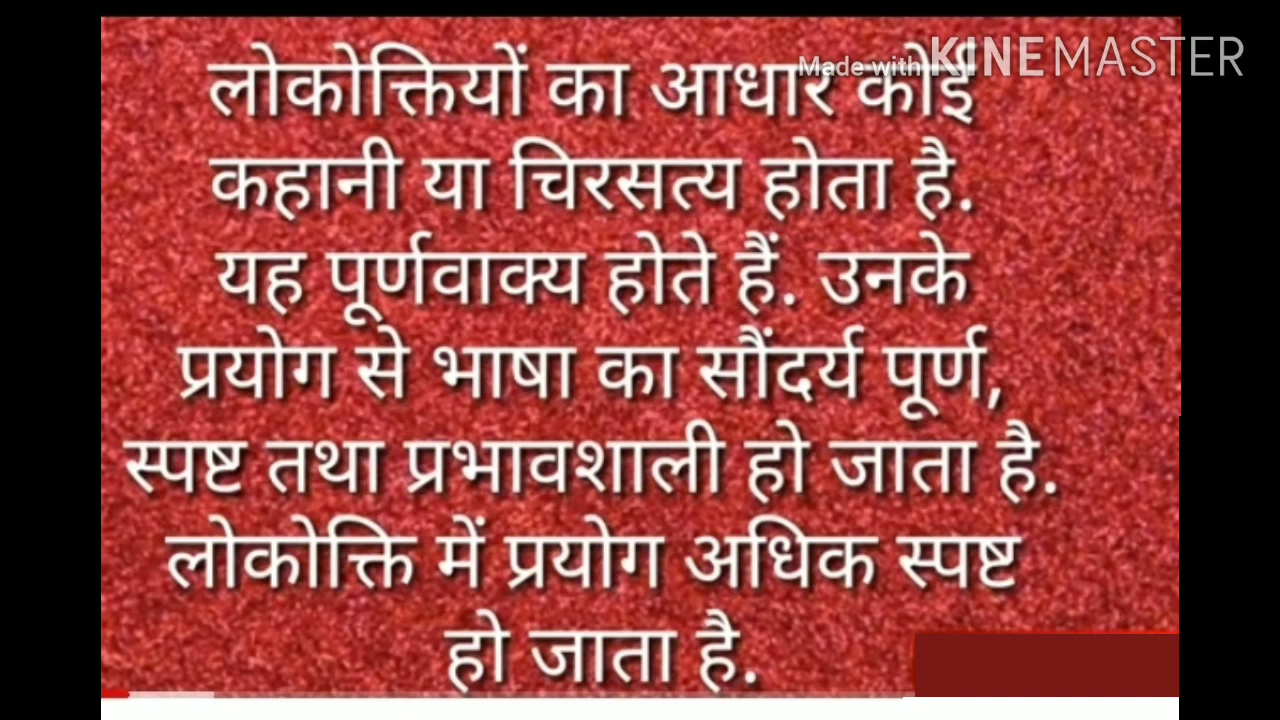 लोकोक्तियों का आधार कोई
Made with KINEMASTER
कहानी या चिरसत्य होता है.
यह पूर्णवाक्य होते हैं. उनके
प्रयोग से भाषा का सौंदर्य पूर्ण,
स्पष्ट तथा प्रभावशाली हो जाता है.
लोकोक्ति में प्रयोग अधिक स्पष्ट
हो जाता है.